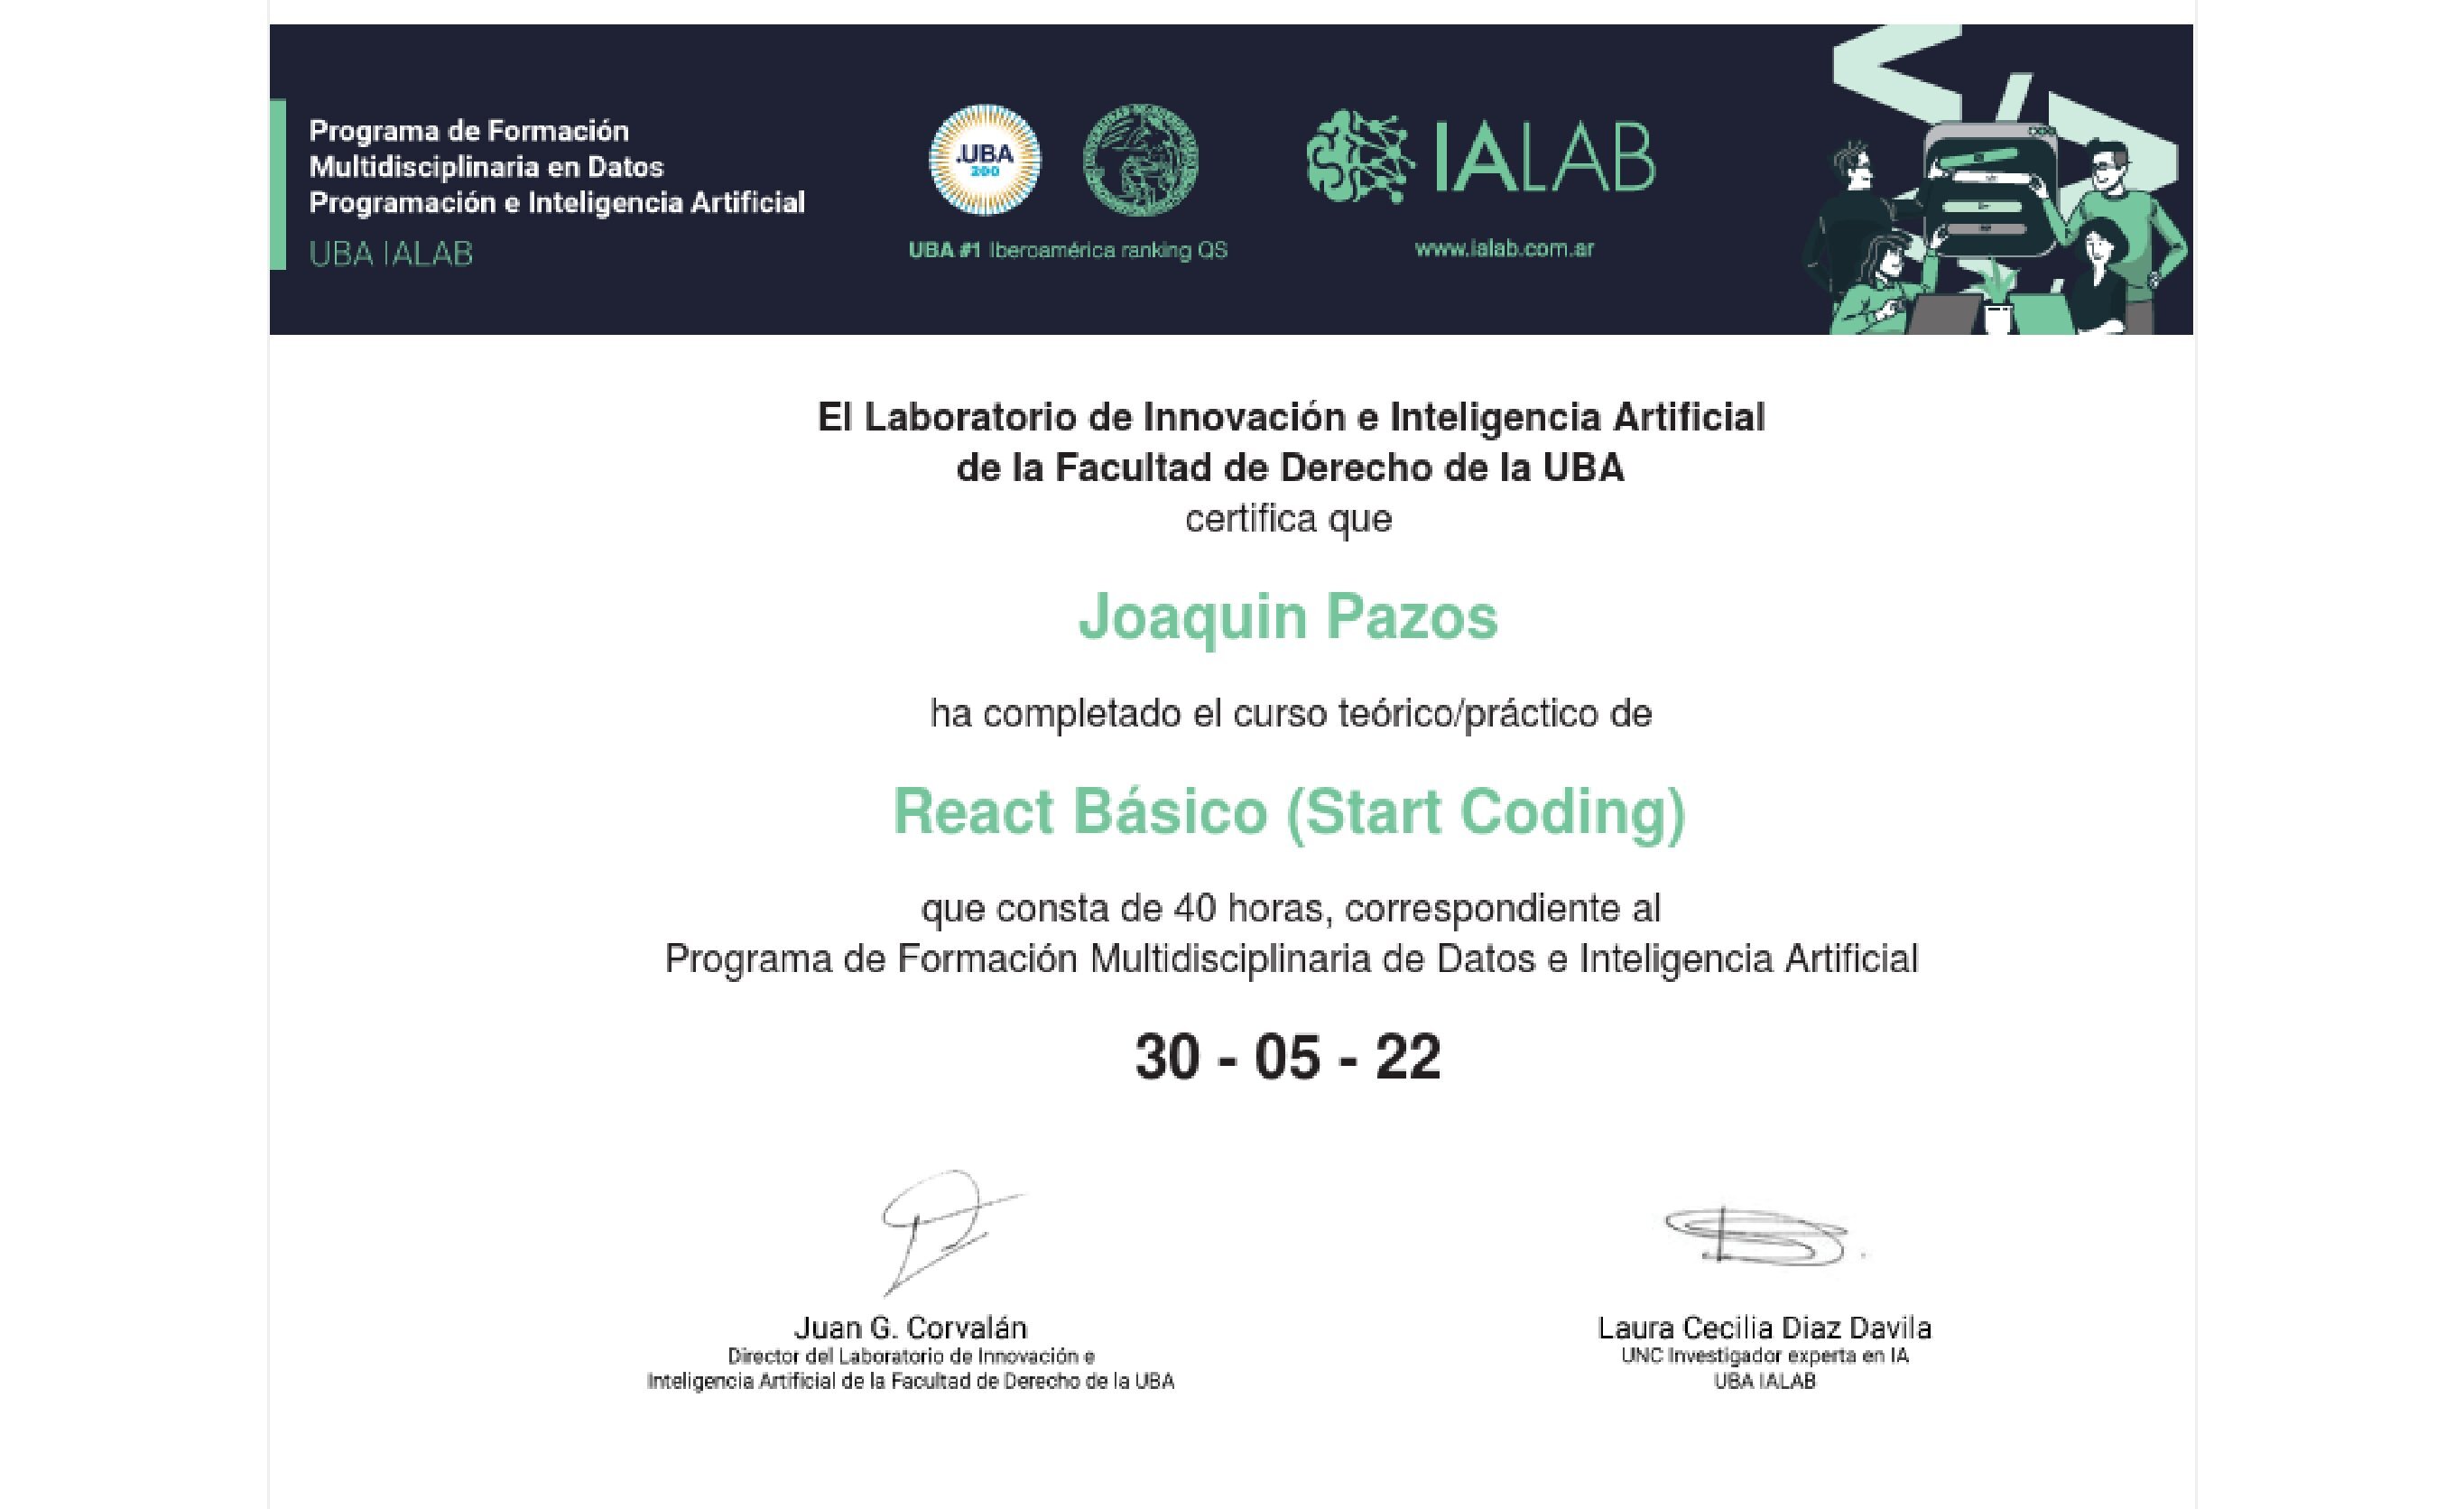 Programa de Formación
Multidisciplinaria en Datos
Programación e Inteligencia Artificial
UBA IALAB
.UBA
200
UBA #1 Iberoamérica ranking QS
IALAB
www.ialab.com.ar
El Laboratorio de Innovación e Inteligencia Artificial
de la Facultad de Derecho de la UBA
certifica que
Joaquin Pazos
ha completado el curso teórico/práctico de
React Básico (Start Coding)
que consta de 40 horas, correspondiente al
Programa de Formación Multidisciplinaria de Datos e Inteligencia Artificial
30 - 05 - 22
Juan G. Corvalán
Director del Laboratorio de Innovación e
Inteligencia Artificial de la Facultad de Derecho de la UBA
Laura Cecilia Diaz Davila
UNC Investigador experta en IA
UBA IALAB